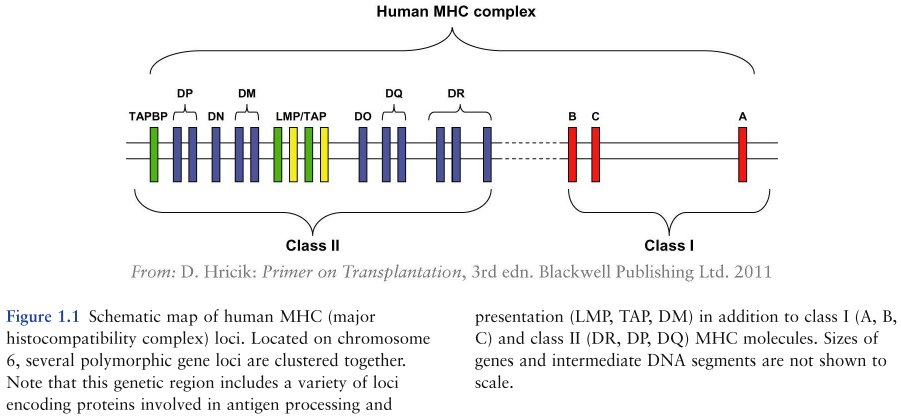 Human MHC complex
DP
DM
DQ
DR
TAPBP
DN
LMP/TAP
DO
B
C
A
Class II
Class I
From: D. Hricik: Primer on Transplantation, 3rd edn. Blackwell Publishing Ltd. 2011
Figure 1.1 Schematic map of human MHC (major
histocompatibility complex) loci. Located on chromosome
6, several polymorphic gene loci are clustered together.
Note that this genetic region includes a variety of loci
encoding proteins involved in antigen processing and
presentation (LMP, TAP, DM) in addition to class I (A, B,
C) and class II (DR, DP, DQ) MHC molecules. Sizes of
genes and intermediate DNA segments are not shown to
scale.